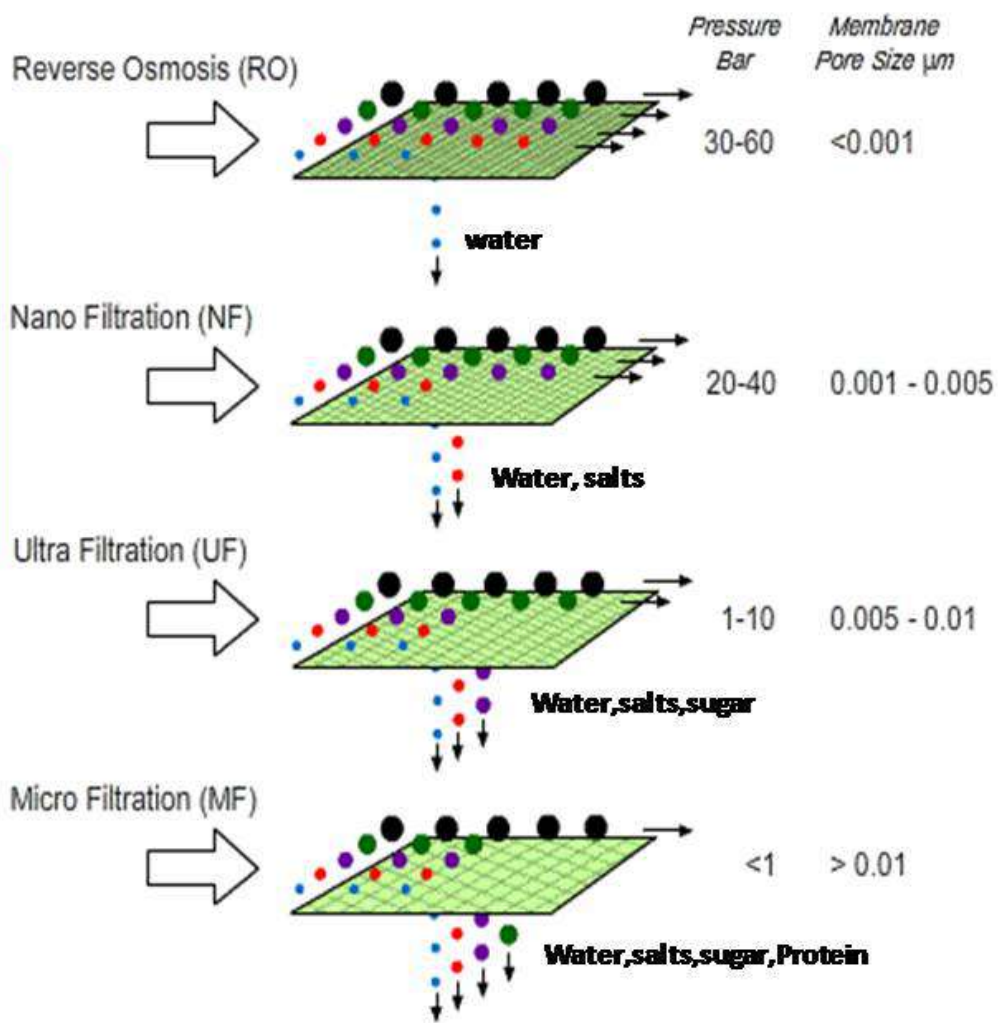 Pressure Membrane
Bar Pore Size µm
Reverse Osmosis (RO)
30-60 <0.001
water
Nano Filtration (NF)
20-40 0.001 - 0.005
Water, salts
Ultra Filtration (UF)
1-10 0.005 - 0.01
Water,salts,sugar
Micro Filtration (MF)
<1 > 0.01
Water,salts,sugar,Protein